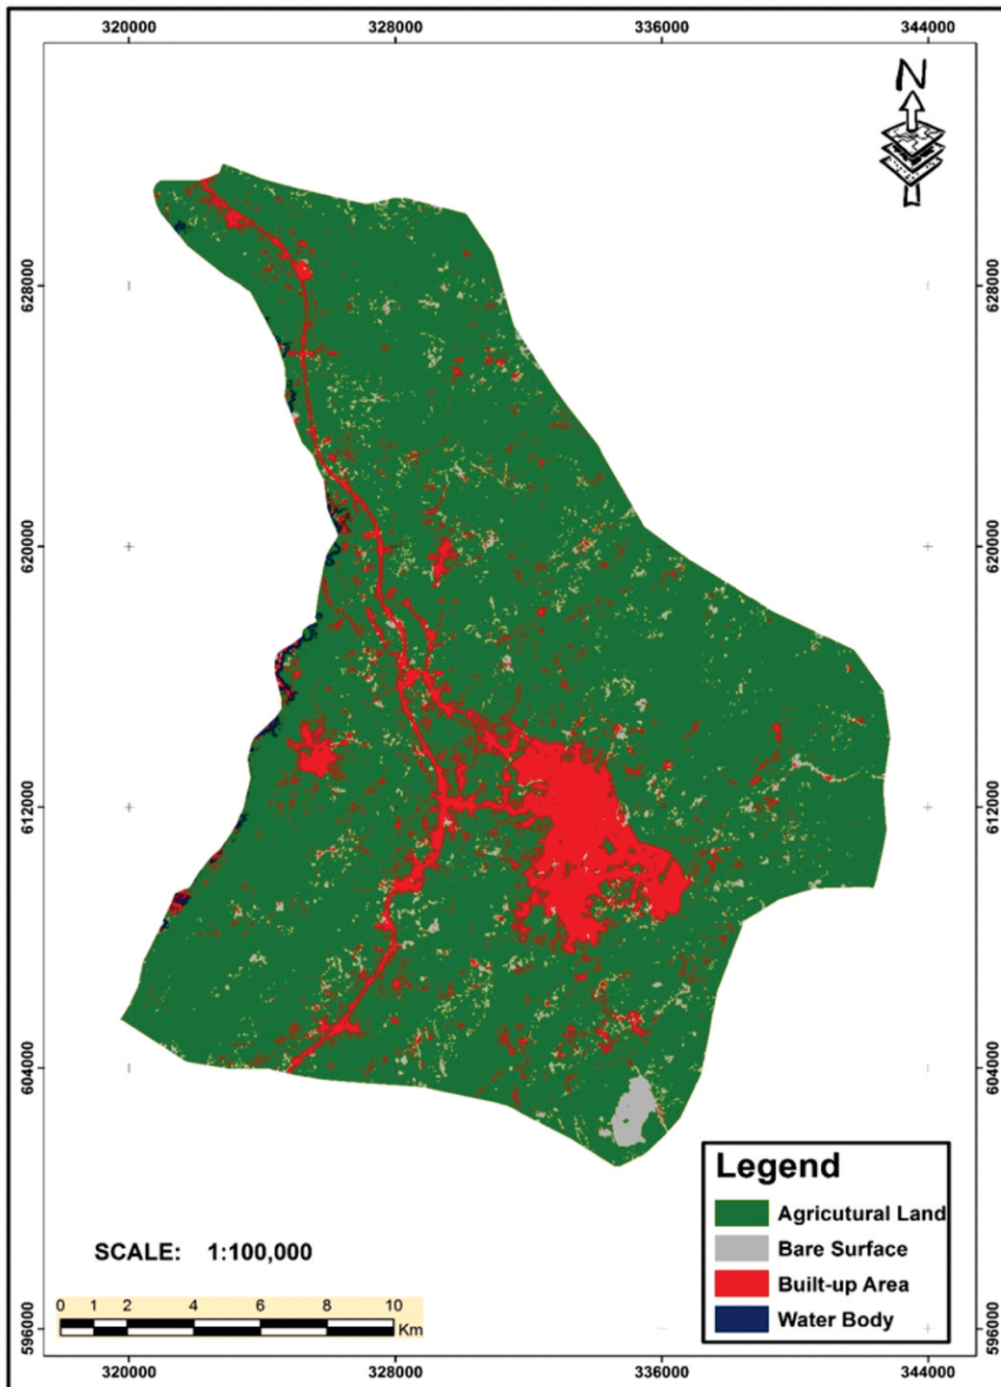 320000 328000 336000 344000
N
628000 628000
620000 620000
612000 612000
604000 604000
Legend
Agricutural Land
SCALE: 1:100,000 Bare Surface
Built-up Area
0 1 2 4 6 8 10
Km
Water Body
596000 596000
320000 328000 336000 344000